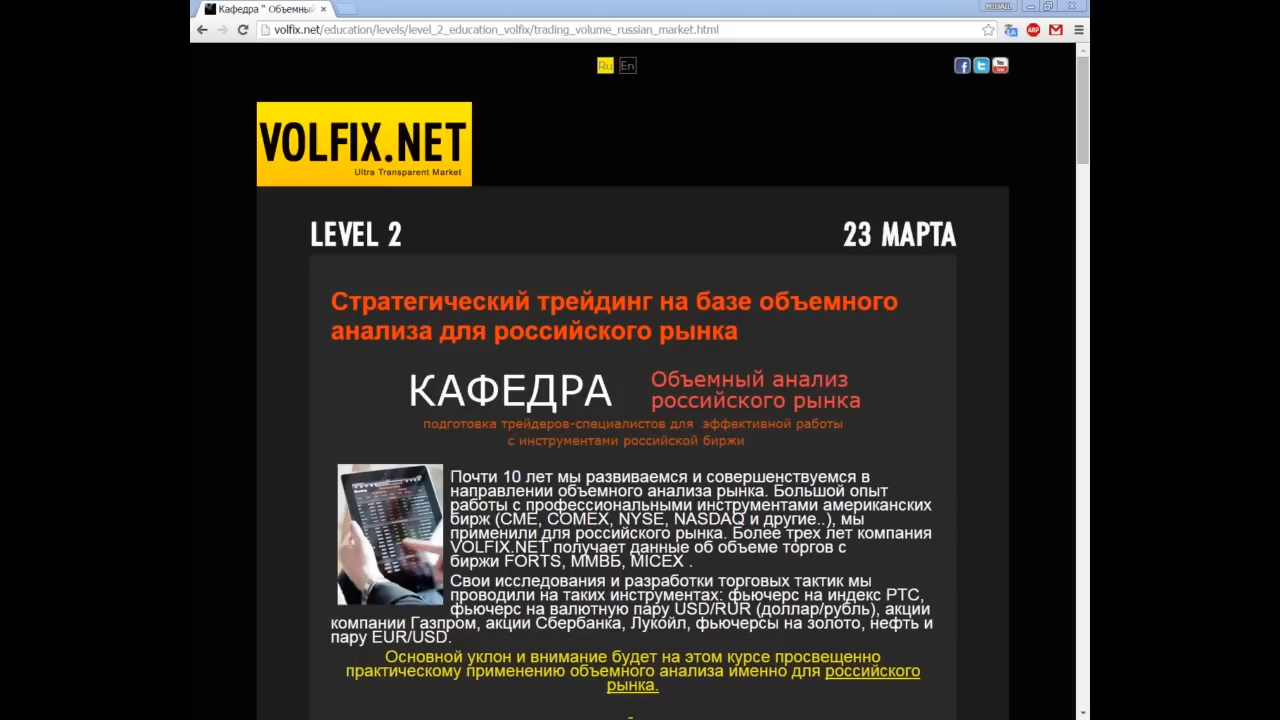 Кафедра " Объемный
MIHAIL
volfix.net/education/levels/level_2_education_volfix/trading_volume_russian_market.html
ABP
Ru En
You
VOLFIX.NET
Ultra Transparent Market
LEVEL 2
23 МАРТА
Стратегический трейдинг на базе объемного
анализа для российского рынка
КАФЕДРА
Объемный анализ
российского рынка
подготовка трейдеров-специалистов для эффективной работы
с инструментами российской биржи
Почти 10 лет мы развиваемся и совершенствуемся в
направлении объемного анализа рынка. Большой опыт
работы с профессиональными инструментами американских
бирж (CME, COMEX, NYSE, NASDAQ и другие..), мы
применили для российского рынка. Более трех лет компания
VOLFIX.NET получает данные об объеме торгов с
биржи FORTS, ММВБ, MICEX .
Свои исследования и разработки торговых тактик мы
проводили на таких инструментах: фьючерс на индекс РТС,
фьючерс на валютную пару USD/RUR (доллар/рубль), акции
компании Газпром, акции Сбербанка, Лукойл, фьючерсы на золото, нефть и
пару EUR/USD.
Основной уклон и внимание будет на этом курсе просвещенно
практическому применению объемного анализа именно для российского
рынка.